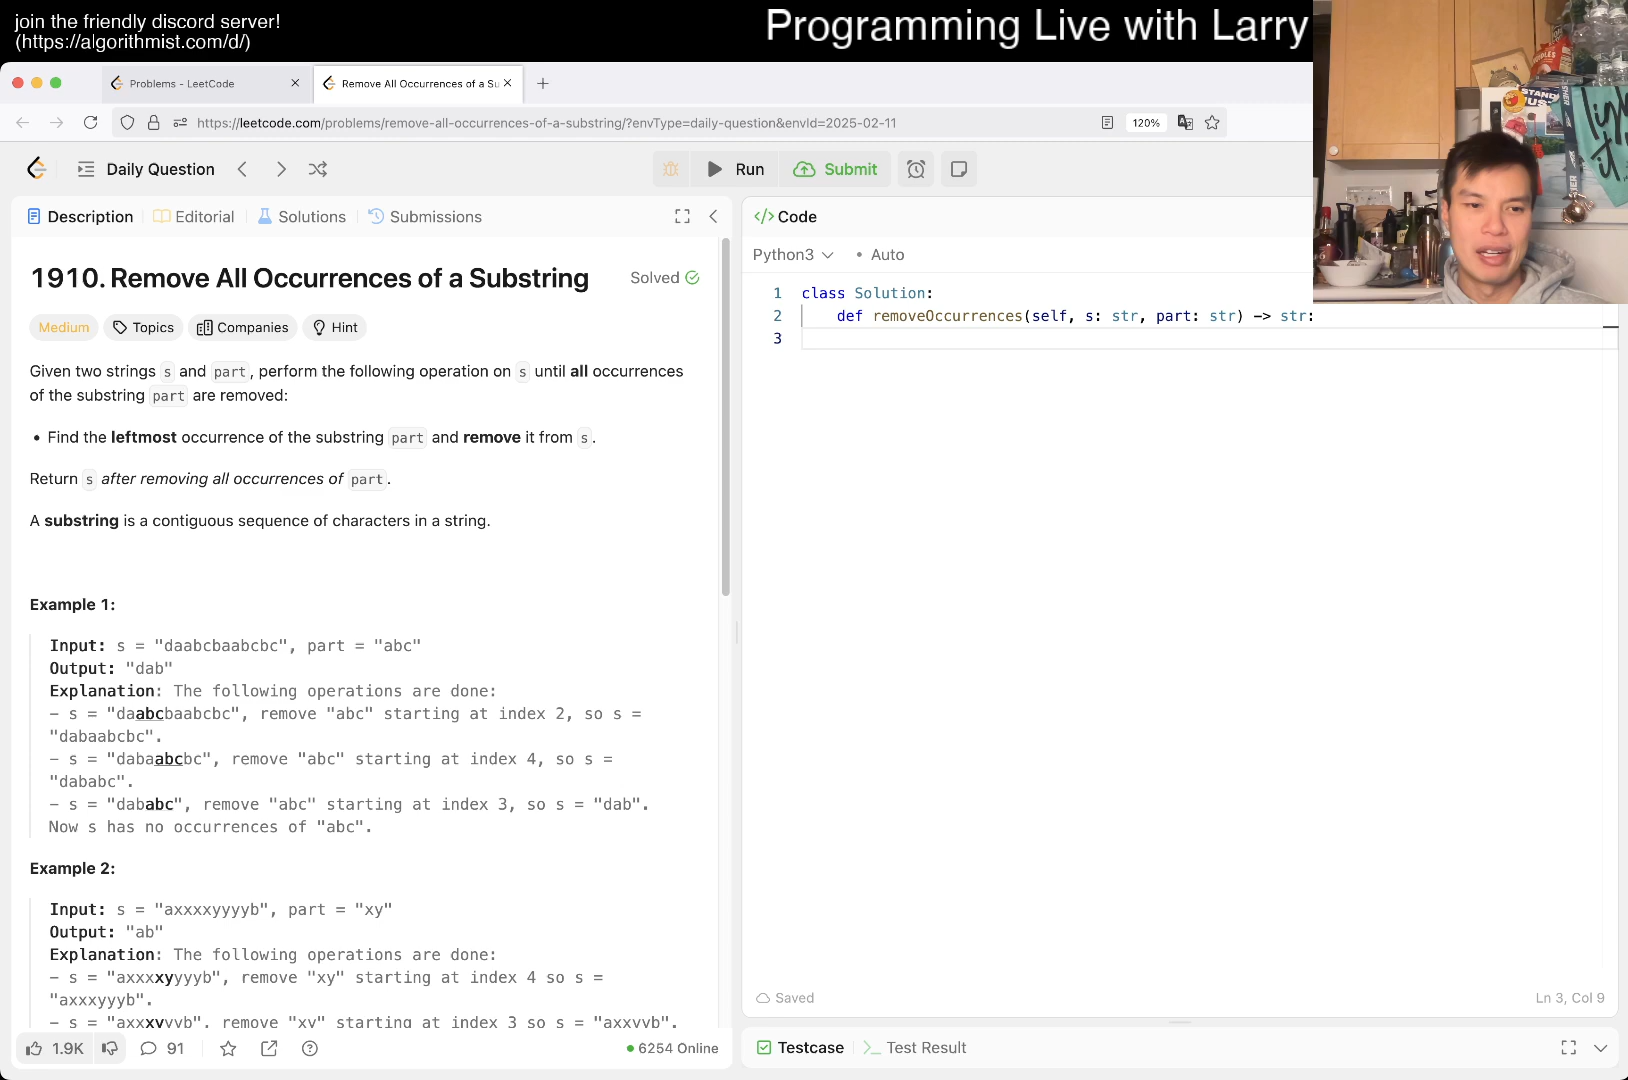 join the friendly discord server!
(https://algorithmist.com/d/)
Programming Live with Larry
Problems - LeetCode
Remove All Occurrences of a Su
https://leetcode.com/problems/remove-all-occurrences-of-a-substring/?envType=daily-question&envId=2025-02-11
120%
Daily Question
Run
Submit
Description
Editorial
Solutions
Submissions
1910. Remove All Occurrences of a Substring
Solved
Medium
Topics
Companies
Hint
Given two strings s and part, perform the following operation on s until all occurrences
of the substring part are removed:
• Find the leftmost occurrence of the substring part and remove it from s.
Return s after removing all occurrences of part.
A substring is a contiguous sequence of characters in a string.
Example 1:
Input: s = "daabcbaabcbc", part = "abc"
Output: "dab"
Explanation: The following operations are done:
- s = "daabcbaabcbc", remove "abc" starting at index 2, so s =
"dabaabcbc".
- s = "dabaabcbc", remove "abc" starting at index 4, so s =
"dababc".
- s = "dababc", remove "abc" starting at index 3, so s = "dab".
Now s has no occurrences of "abc".
Example 2:
Input: s = "axxxxyyyyb", part = "xy"
Output: "ab"
Explanation: The following operations are done:
- s = "axxxxyyyyb", remove "xy" starting at index 4 so s =
"axxxyyyb".
- s = "axxxyyyb", remove "xy" starting at index 3 so s = "axxyyb".
1.9K
91
6254 Online
</> Code
Python3
• Auto
1 class Solution:
2 def removeOccurrences(self, s: str, part: str) -> str:
3
Saved
Ln 3, Col 9
Testcase
Test Result